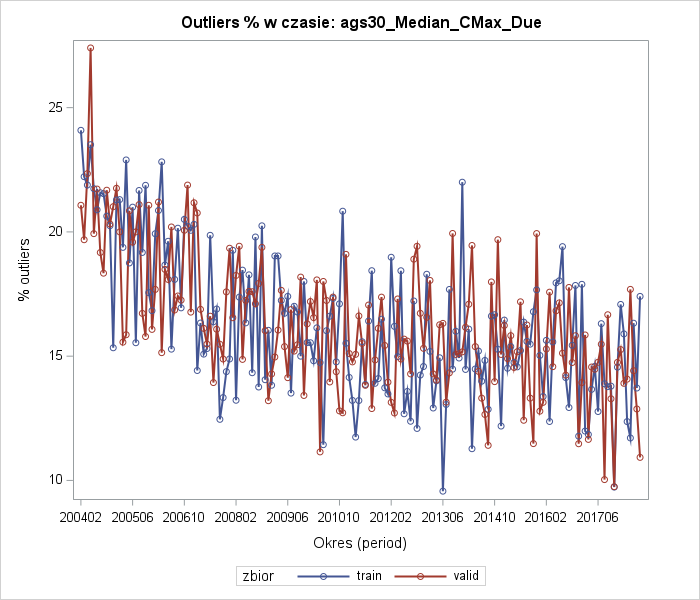 Outliers % w czasie: ags30_Median_CMax_Due
% outliers
25
20
15
10
200402 200506 200610 200802 200906 201010 201202 201306 201410 201602 201706
Okres (period)
zbior train valid